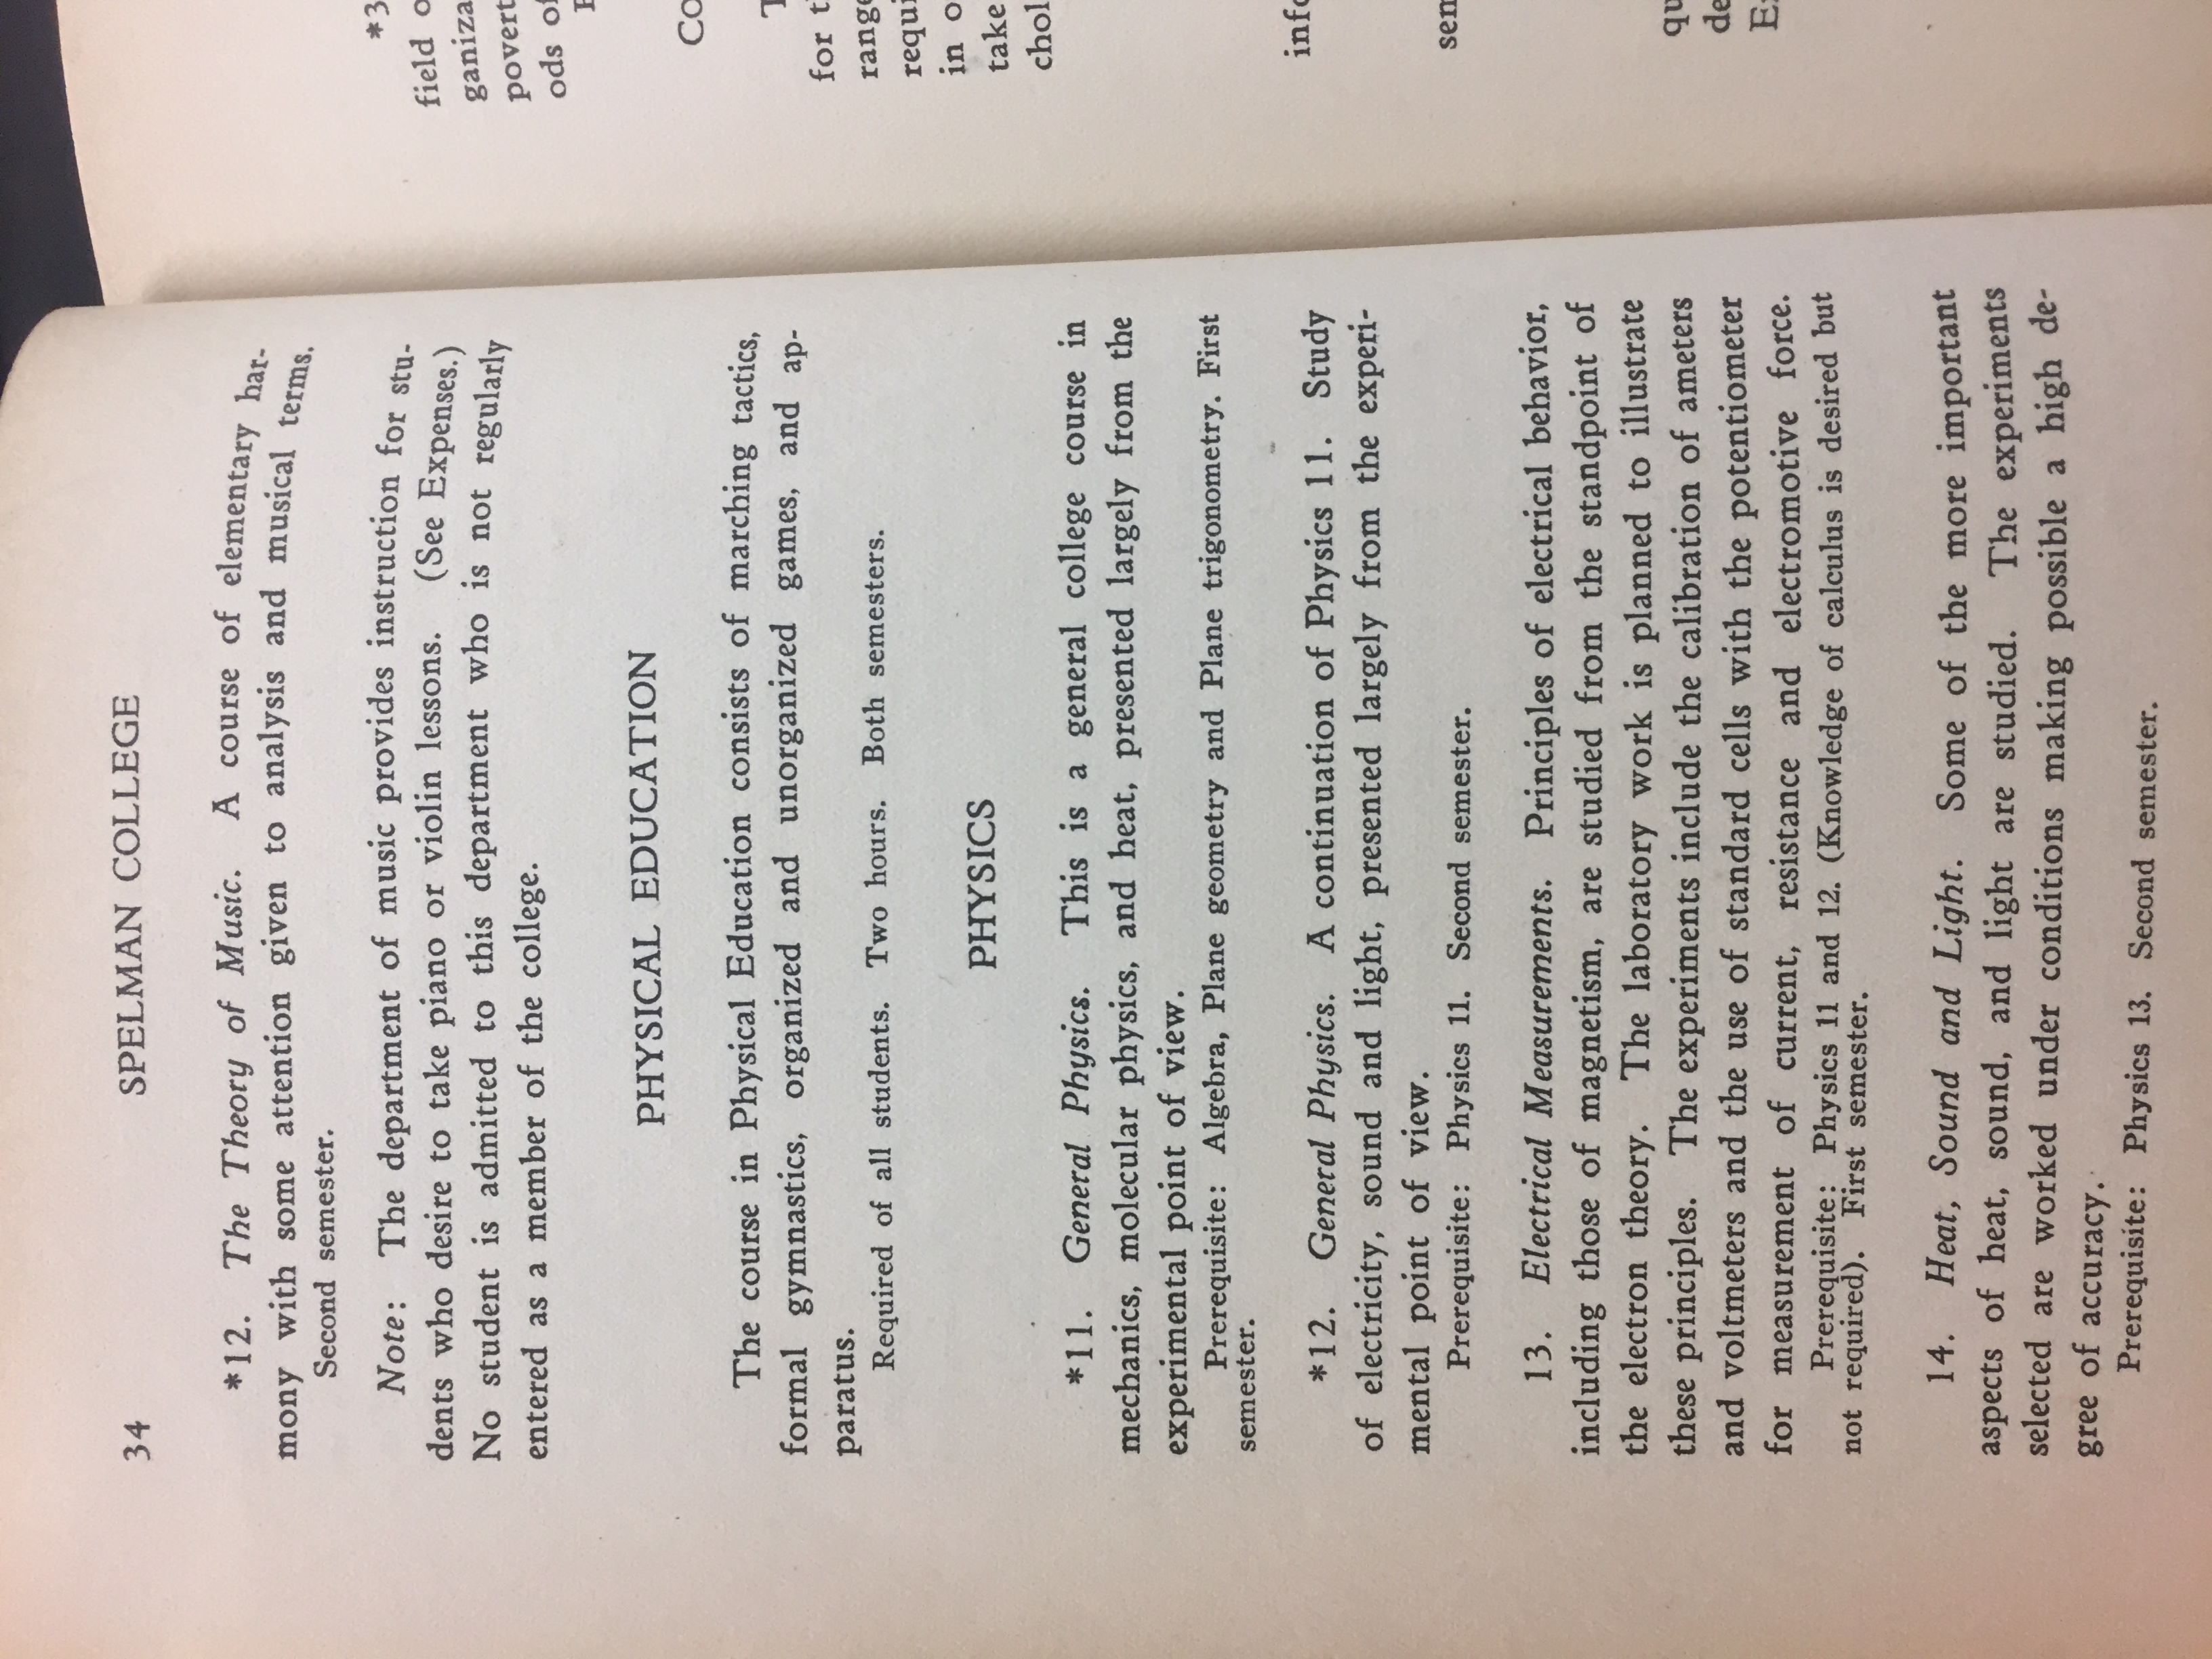 34 SPELMAN COLLEGE
*12. The Theory of Music. A course of elementary har-
mony with some attention given to analysis and musical terms.
Second semester.
Note: The department of music provides instruction for stu-
dents who desire to take piano or violin lessons. (See Expenses.)
No student is admitted to this department who is not regularly
entered as a member of the college.
PHYSICAL EDUCATION
The course in Physical Education consists of marching tactics,
formal gymnastics, organized and unorganized games, and ap-
paratus.
Required of all students. Two hours. Both semesters.
PHYSICS
*11. General Physics. This is a general college course in
mechanics, molecular physics, and heat, presented largely from the
experimental point of view.
Prerequisite: Algebra, Plane geometry and Plane trigonometry. First
semester.
*12. General Physics. A continuation of Physics 11. Study
of electricity, sound and light, presented largely from the experi-
mental point of view.
Prerequisite: Physics 11. Second semester.
13. Electrical Measurements. Principles of electrical behavior,
including those of magnetism, are studied from the standpoint of
the electron theory. The laboratory work is planned to illustrate
these principles. The experiments include the calibration of ameters
and voltmeters and the use of standard cells with the potentiometer
for measurement of current, resistance and electromotive force.
Prerequisite: Physics 11 and 12. (Knowledge of calculus is desired but
not required). First semester.
14. Heat, Sound and Light. Some of the more important
aspects of heat, sound, and light are studied. The experiments
selected are worked under conditions making possible a high de-
gree of accuracy.
Prerequisite: Physics 13. Second semester.
*3
field
ods of
for
in
take